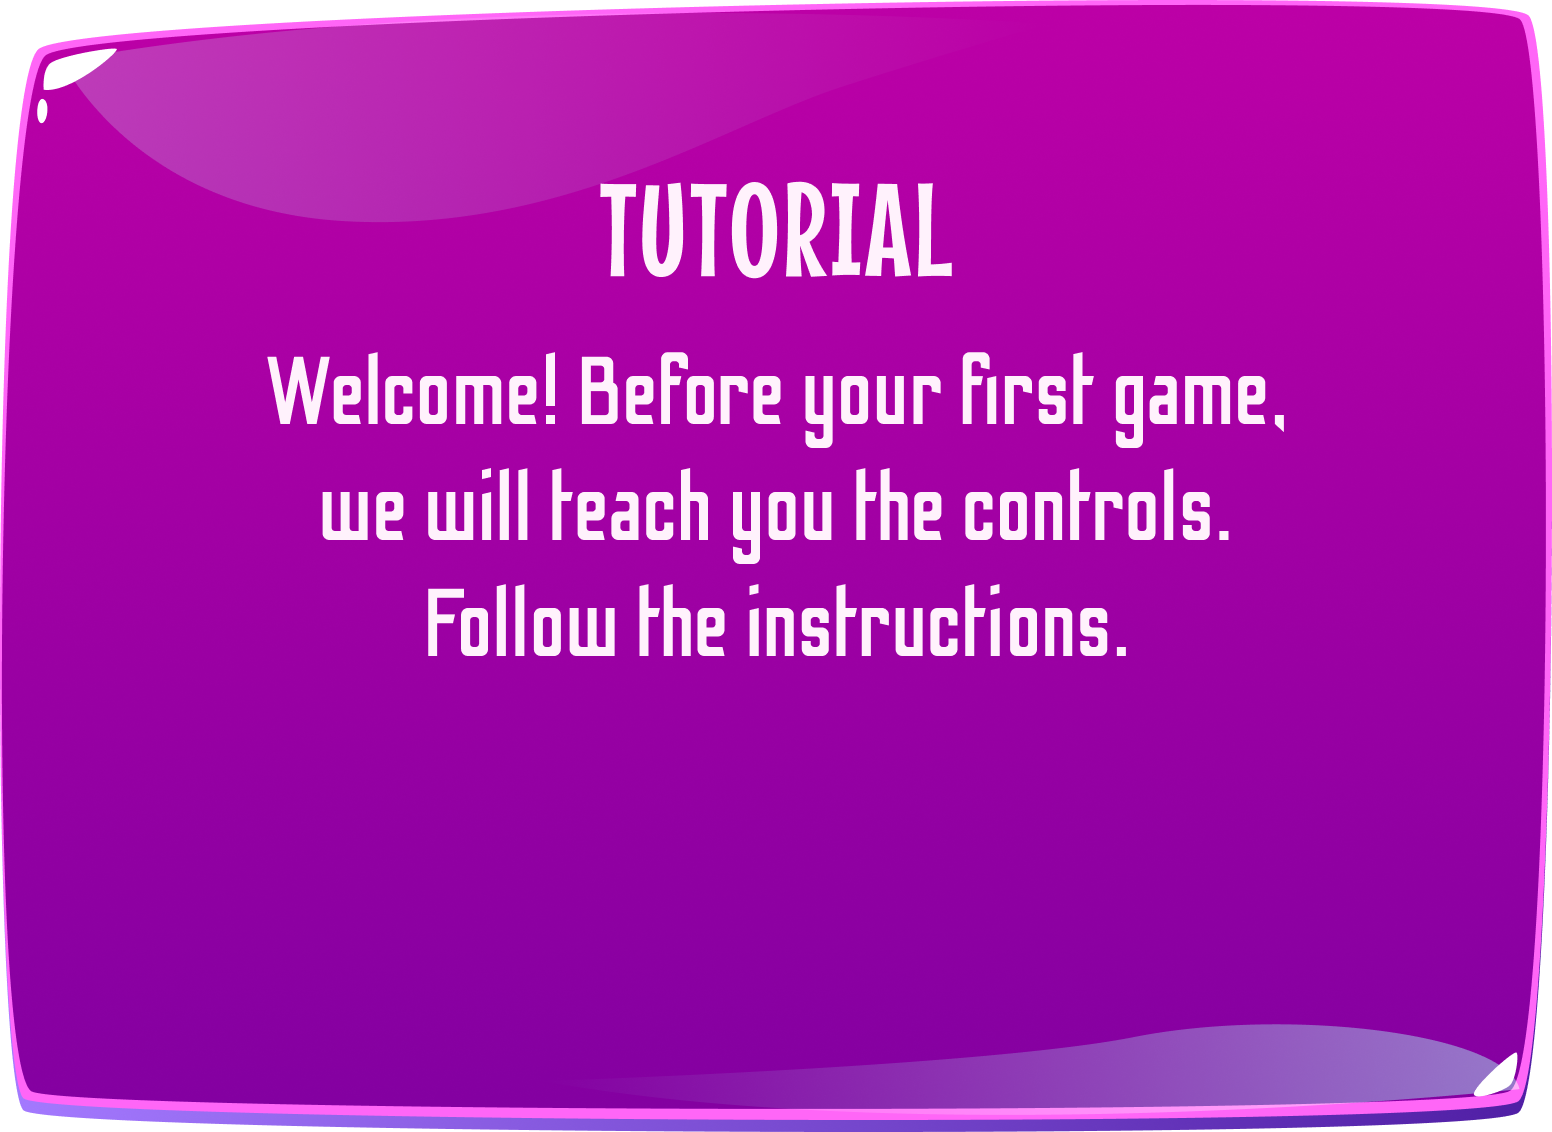 TUTORIAL
Welcome! Before your first game,
we will teach you the controls.
Follow the instructions.